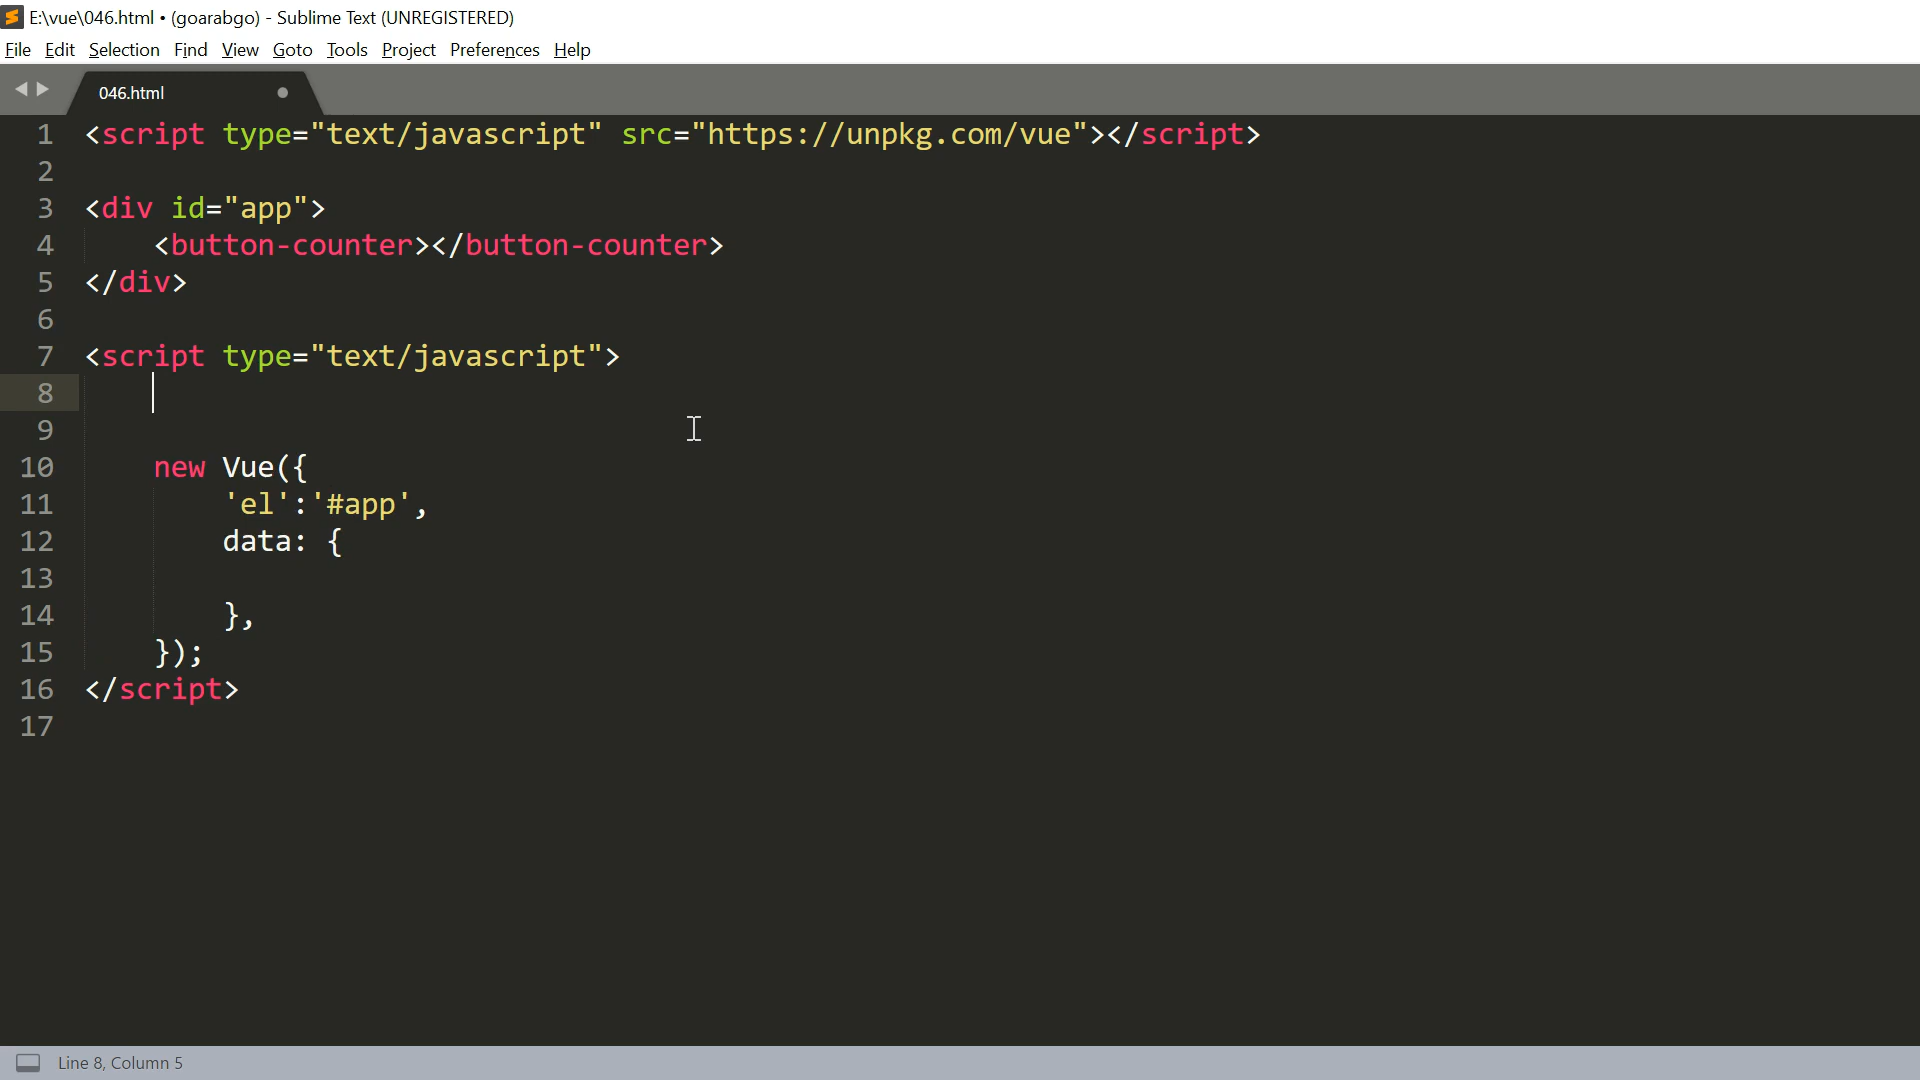 E:\vue\046.html • (goarabgo) - Sublime Text (UNREGISTERED)
File Edit Selection Find View Goto Tools Project Preferences Help
046.html
1 <script type="text/javascript" src="https://unpkg.com/vue"></script>
2
3 <div id="app">
4 <button-counter></button-counter>
5 </div>
6
7 <script type="text/javascript">
8
9
10 new Vue({
11 'el':'#app',
12 data: {
13
14 },
15 });
16 </script>
17
Line 8, Column 5